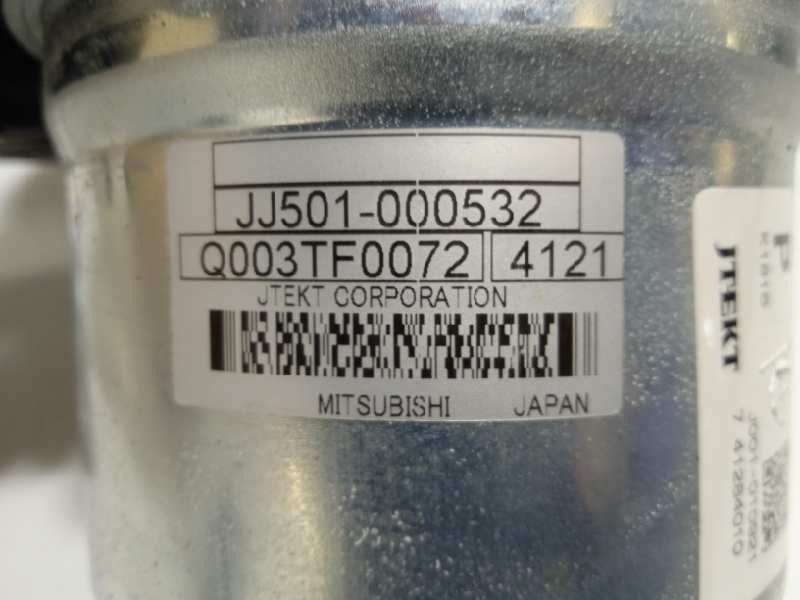 JJ501-000532
Q003TF0072 4121
JTEKT CORPORATION
MITSUBISHI JAPAN
P
JTEKT